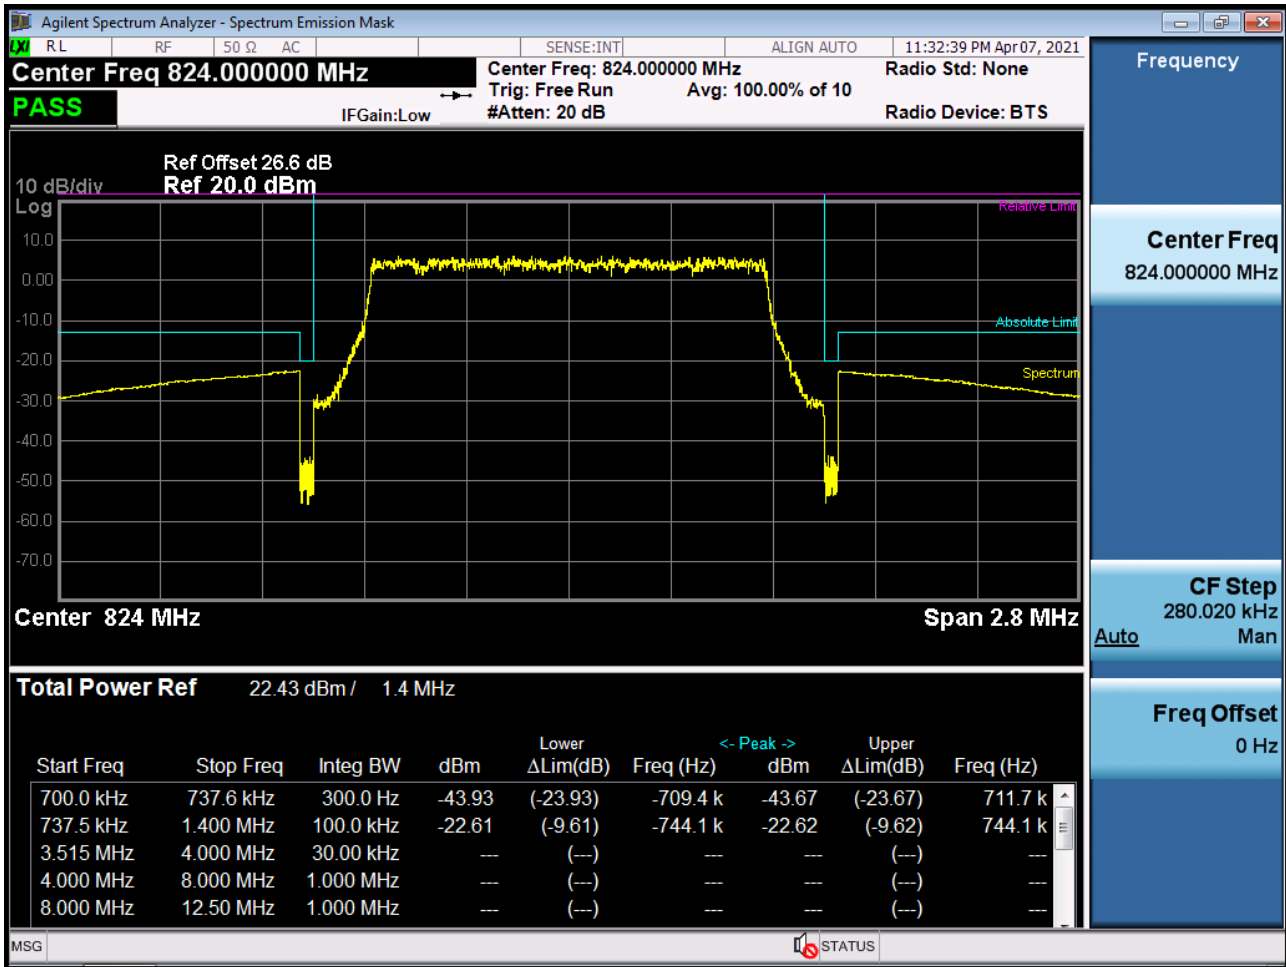 Agilent Spectrum Analyzer - Spectrum Emission Mask
LXI RL RF 50 Ω AC SENSE:INT ALIGN AUTO 11:32:39 PM Apr 07, 2021
Center Freq 824.000000 MHz
PASS
IFGain:Low
Center Freq: 824.000000 MHz
Trig: Free Run Avg: 100.00% of 10
#Atten: 20 dB
Radio Std: None
Radio Device: BTS
Ref Offset 26.6 dB
10 dB/div Ref 20.0 dBm
Log
Relative Limit
10.0
0.00
-10.0
Absolute Limit
-20.0
Spectrum
-30.0
-40.0
-50.0
-60.0
-70.0
Center 824 MHz Span 2.8 MHz
Total Power Ref 22.43 dBm / 1.4 MHz
Lower <- Peak -> Upper
Start Freq Stop Freq Integ BW dBm ΔLim(dB) Freq (Hz) dBm ΔLim(dB) Freq (Hz)
700.0 kHz 737.6 kHz 300.0 Hz -43.93 (-23.93) -709.4 k -43.67 (-23.67) 711.7 k
737.5 kHz 1.400 MHz 100.0 kHz -22.61 (-9.61) -744.1 k -22.62 (-9.62) 744.1 k
3.515 MHz 4.000 MHz 30.00 kHz --- (---) --- --- (---) ---
4.000 MHz 8.000 MHz 1.000 MHz --- (---) --- --- (---) ---
8.000 MHz 12.50 MHz 1.000 MHz --- (---) --- --- (---) ---
MSG STATUS
Frequency
Center Freq
824.000000 MHz
CF Step
280.020 kHz
Auto Man
Freq Offset
0 Hz